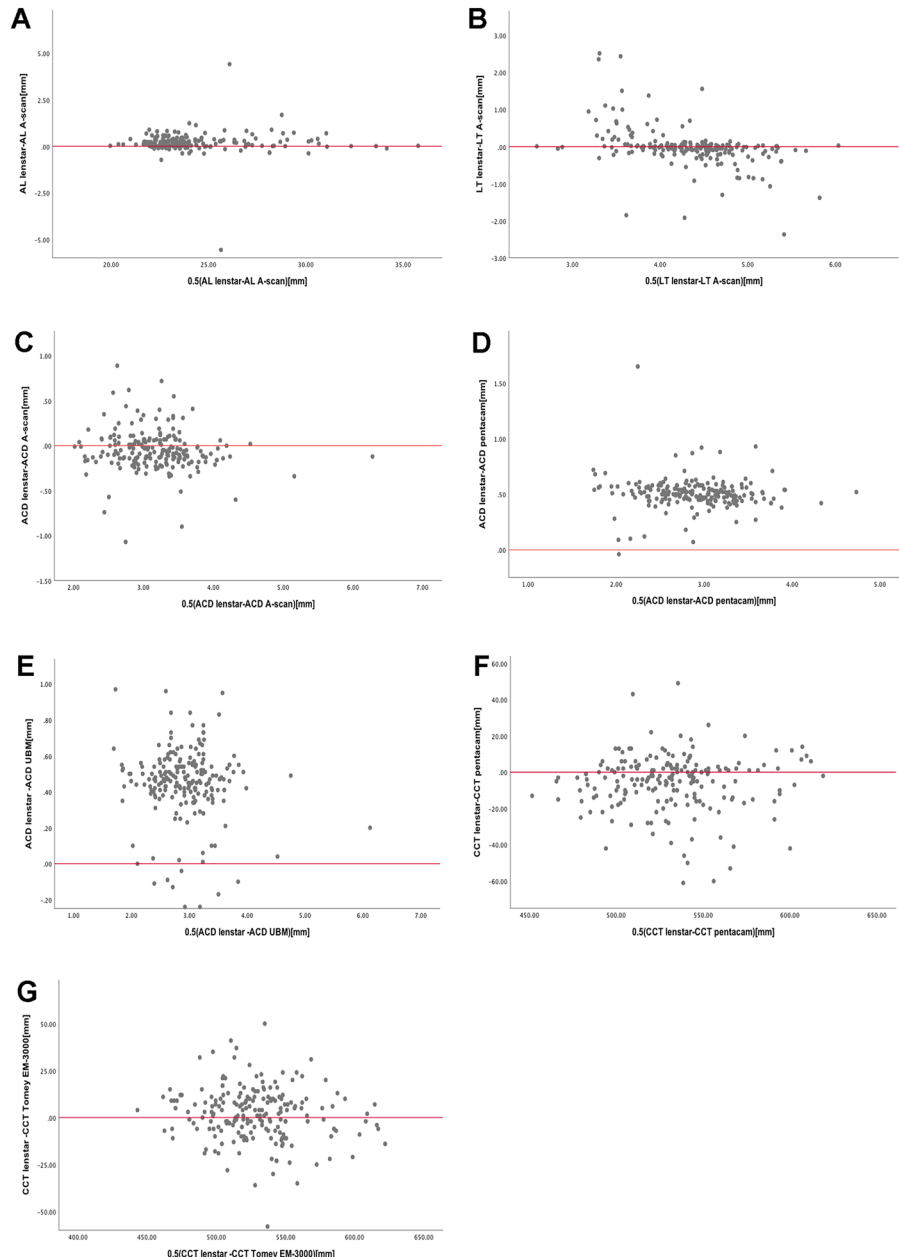 A
AL lenstar-AL A-scan[mm]
5.00
2.50
.00
-2.50
-5.00
20.00 25.00 30.00 35.00
0.5(AL lenstar-AL A-scan)[mm]
B
LT lenstar-LT A-scan[mm]
3.00
2.00
1.00
.00
-1.00
-2.00
-3.00
3.00 4.00 5.00 6.00
0.5(LT lenstar-LT A-scan)[mm]
C
ACD lenstar-ACD A-scan[mm]
1.00
.50
.00
-.50
-1.00
-1.50
2.00 3.00 4.00 5.00 6.00 7.00
0.5(ACD lenstar-ACD A-scan)[mm]
D
ACD lenstar-ACD pentacam[mm]
1.50
1.00
.50
.00
1.00 2.00 3.00 4.00 5.00
0.5(ACD lenstar-ACD pentacam)[mm]
E
ACD lenstar -ACD UBM[mm]
1.00
.80
.60
.40
.20
.00
-.20
1.00 2.00 3.00 4.00 5.00 6.00 7.00
0.5(ACD lenstar -ACD UBM)[mm]
F
CCT lenstar-CCT pentacam[mm]
60.00
40.00
20.00
.00
-20.00
-40.00
-60.00
450.00 500.00 550.00 600.00 650.00
0.5(CCT lenstar-CCT pentacam)[mm]
G
CCT lenstar -CCT Tomey EM-3000[mm]
50.00
25.00
.00
-25.00
-50.00
400.00 450.00 500.00 550.00 600.00 650.00
0.5(CCT lenstar -CCT Tomey EM-3000)[mm]